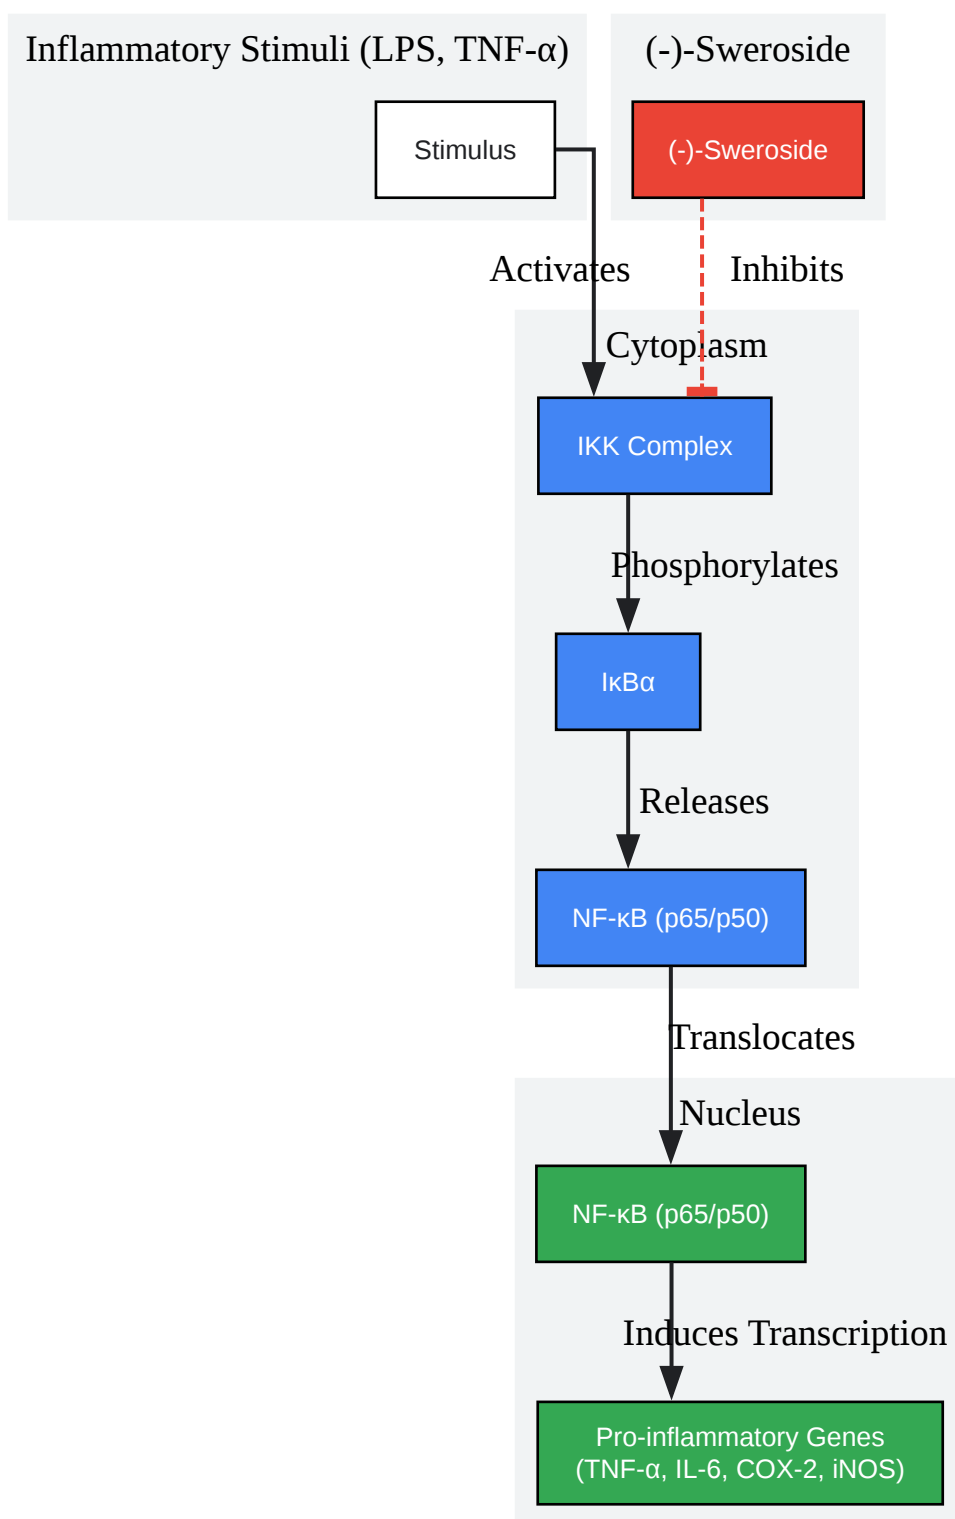 Inflammatory Stimuli (LPS, TNF-α)
(-)-Sweroside
Stimulus
(-)-Sweroside
Activates
Inhibits
Cytoplasm
IKK Complex
Phosphorylates
IκBα
Releases
NF-κB (p65/p50)
Translocates
Nucleus
NF-κB (p65/p50)
Induces Transcription
Pro-inflammatory Genes
(TNF-α, IL-6, COX-2, iNOS)